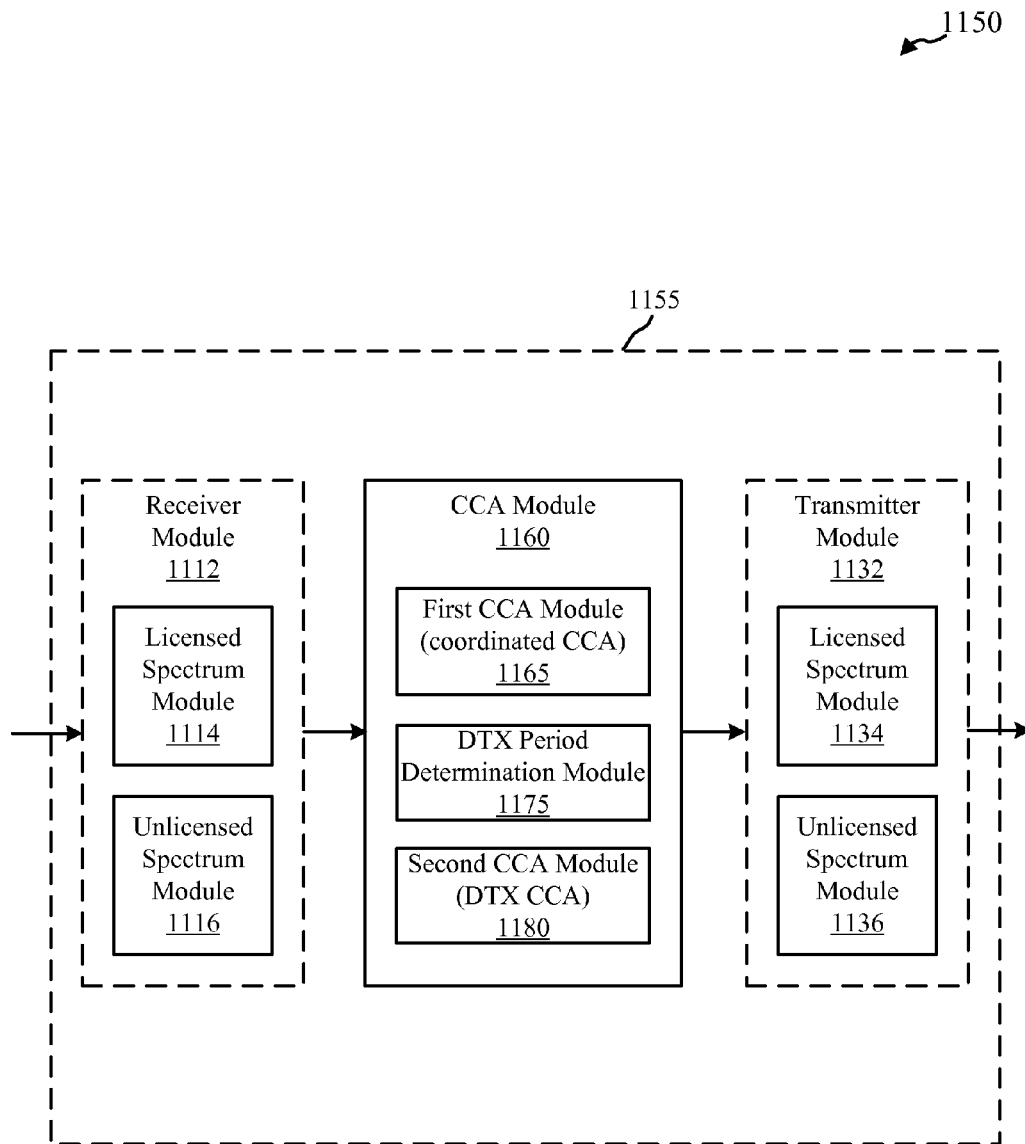 1150
1155
Receiver
Module
1112
Licensed
Spectrum
Module
1114
Unlicensed
Spectrum
Module
1116
CCA Module
1160
First CCA Module
(coordinated CCA)
1165
DTX Period
Determination Module
1175
Second CCA Module
(DTX CCA)
1180
Transmitter
Module
1132
Licensed
Spectrum
Module
1134
Unlicensed
Spectrum
Module
1136